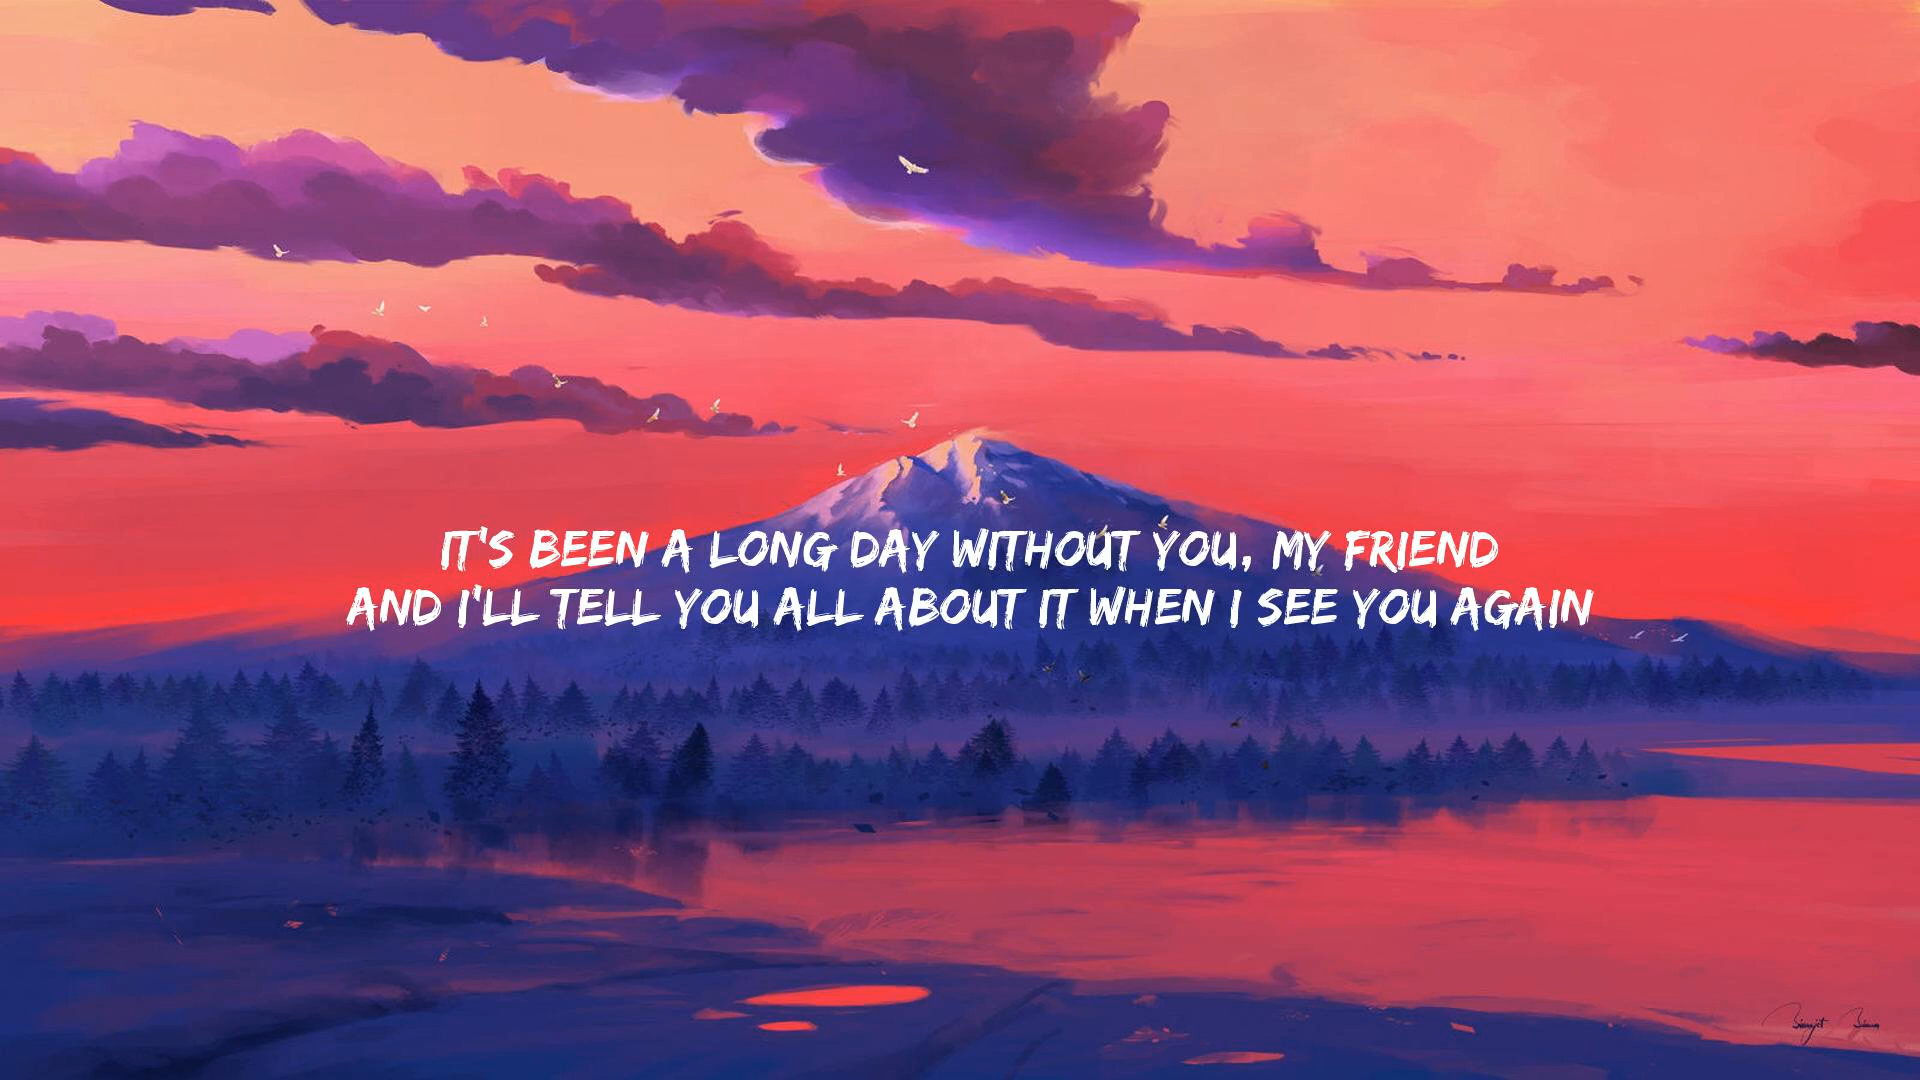 IT'S BEEN A LONG DAY WITHOUT YOU, MY FRIEND
AND I'LL TELL YOU ALL ABOUT IT WHEN I SEE YOU AGAIN